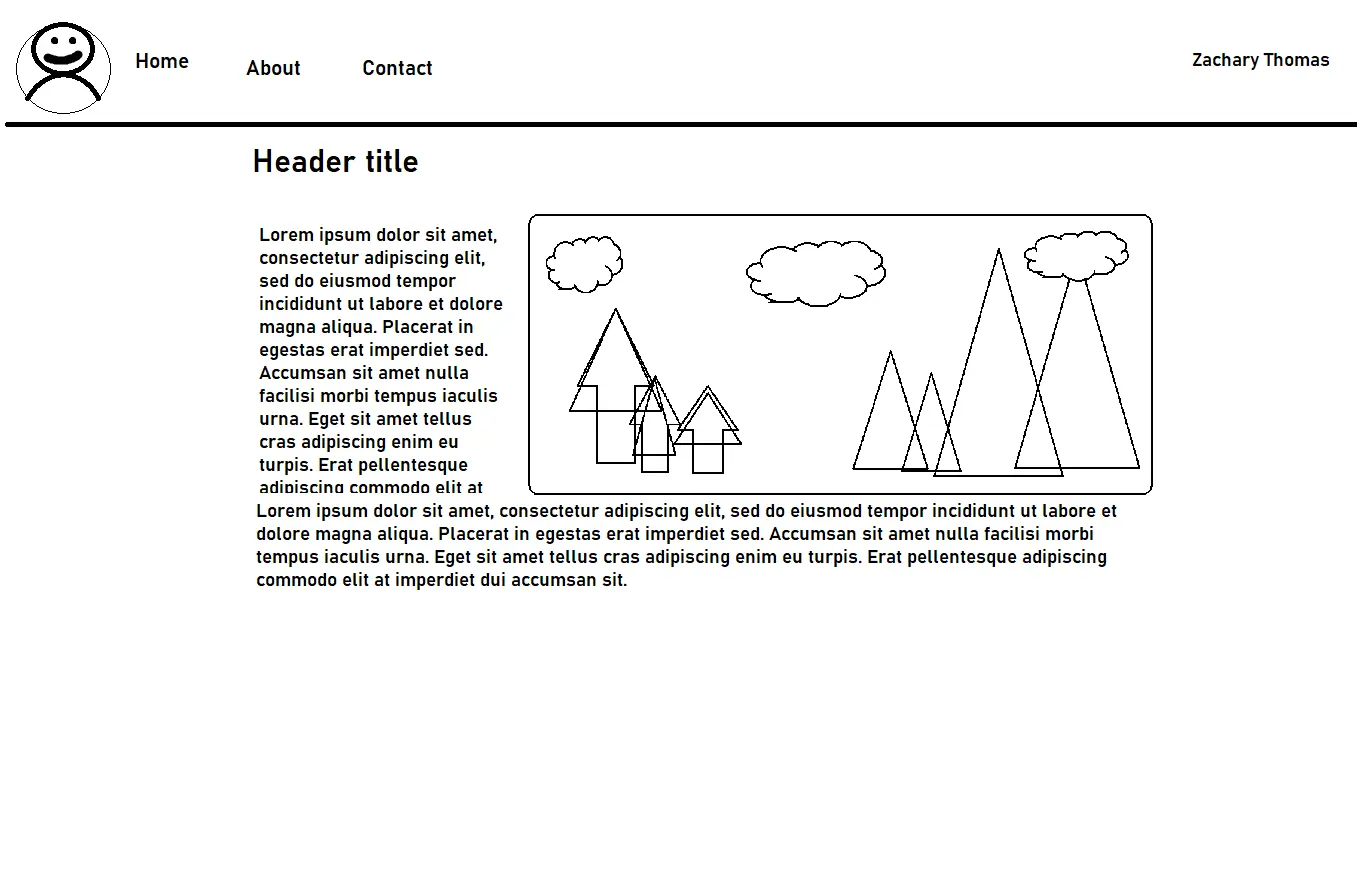 Home
About
Contact
Zachary Thomas
Header title
Lorem ipsum dolor sit amet,
consectetur adipiscing elit,
sed do eiusmod tempor
incididunt ut labore et dolore
magna aliqua. Placerat in
egestas erat imperdiet sed.
Accumsan sit amet nulla
facilisi morbi tempus iaculis
urna. Eget sit amet tellus
cras adipiscing enim eu
turpis. Erat pellentesque
adipiscing commodo elit at
Lorem ipsum dolor sit amet, consectetur adipiscing elit, sed do eiusmod tempor incididunt ut labore et
dolore magna aliqua. Placerat in egestas erat imperdiet sed. Accumsan sit amet nulla facilisi morbi
tempus iaculis urna. Eget sit amet tellus cras adipiscing enim eu turpis. Erat pellentesque adipiscing
commodo elit at imperdiet dui accumsan sit.